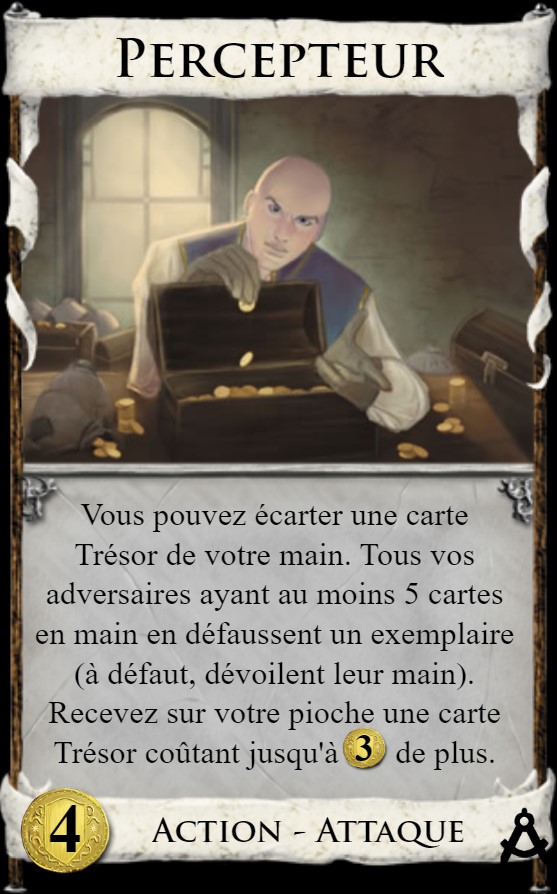 Percepteur
Vous pouvez écarter une carte
Trésor de votre main. Tous vos
adversaires ayant au moins 5 cartes
en main en défaussent un exemplaire
(à défaut, dévoilent leur main).
Recevez sur votre pioche une carte
Trésor coûtant jusqu'à 3 de plus.
4 Action - Attaque